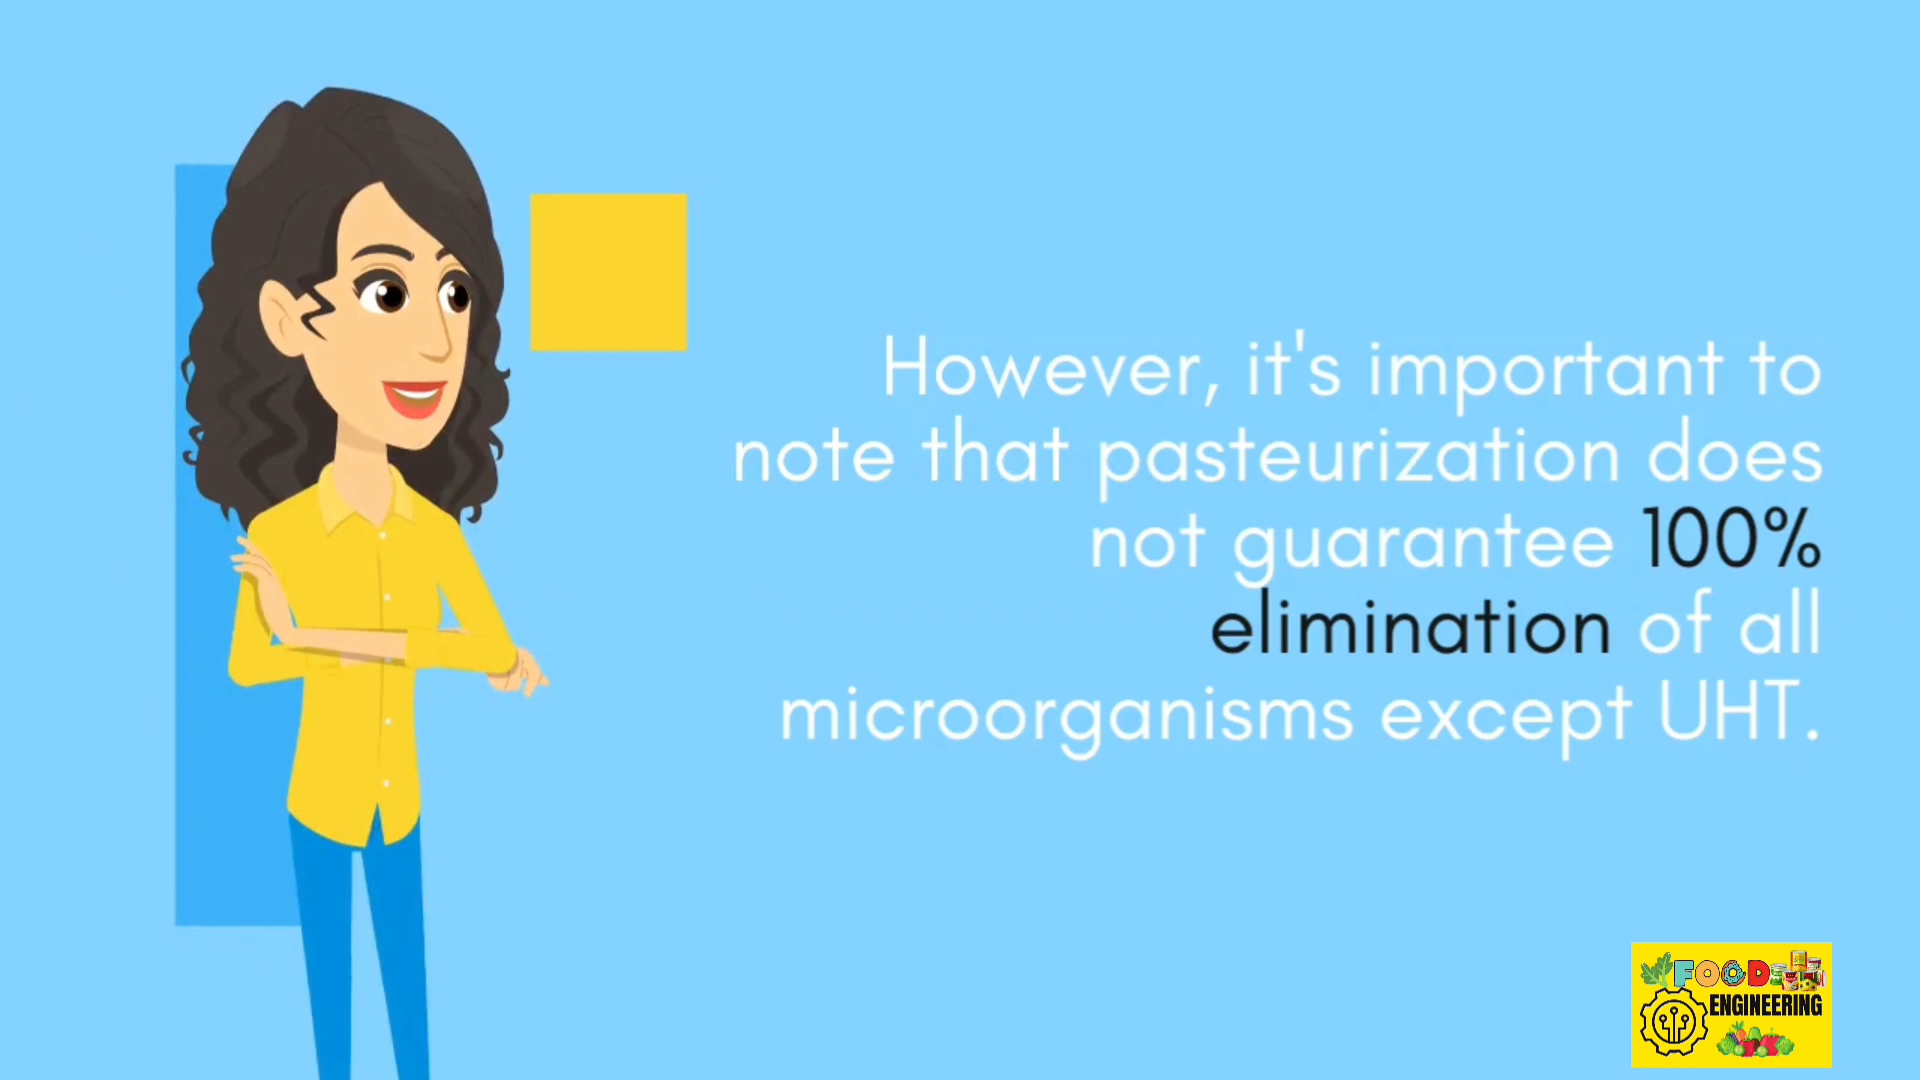 However, it's important to
note that pasteurization does
not guarantee 100%
elimination of all
microorganisms except UHT.
FOOD
ENGINEERING